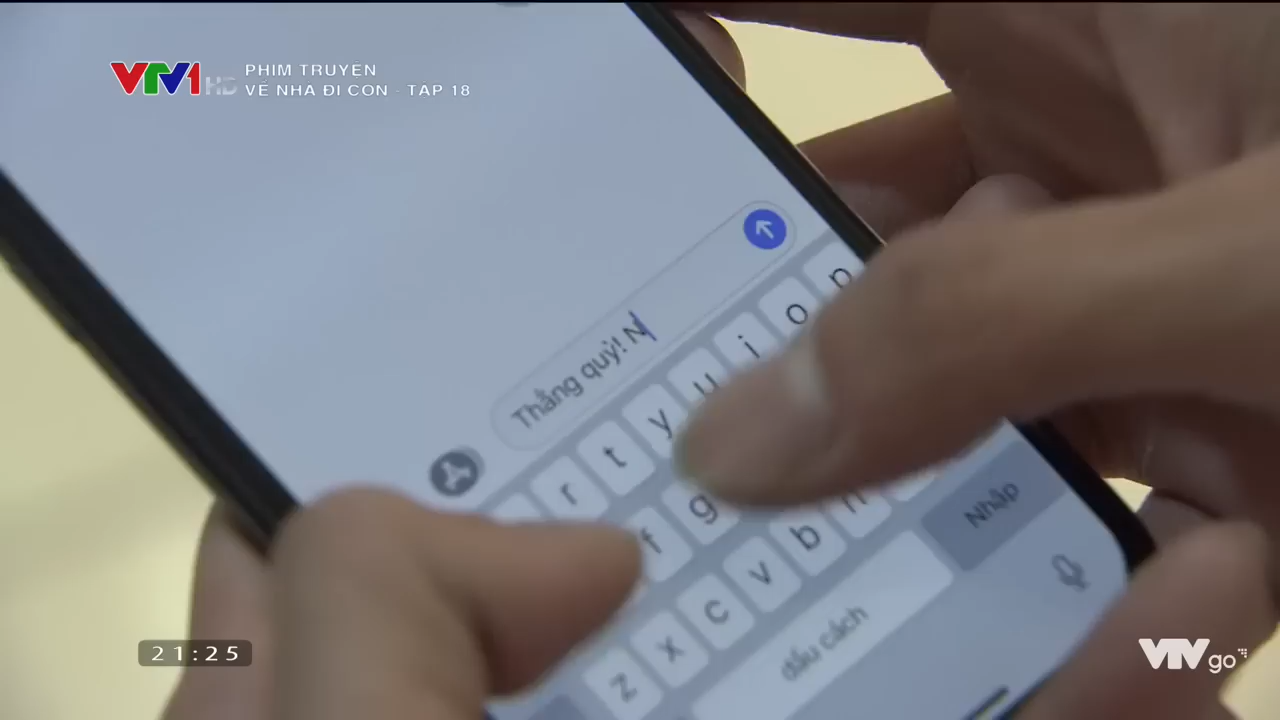 VTV1 HD
PHIM TRUYỆN
VỀ NHÀ ĐI CON - TẬP 18
Thằng quỷ! N
p
o
i
u
y
t
r
f
g
n
b
v
c
x
z
Nhập
dấu cách
21:25
VTV go